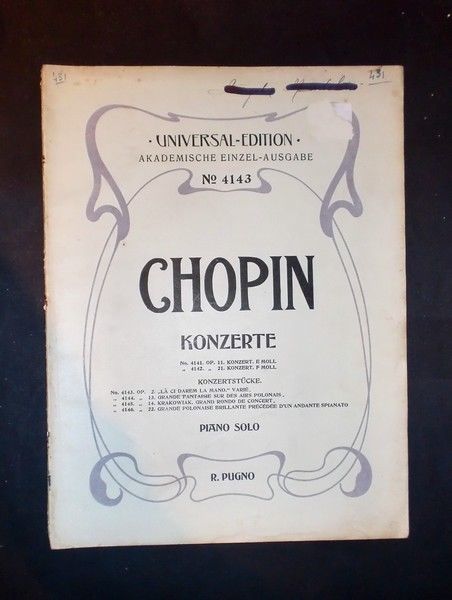 431
431
· UNIVERSAL-EDITION ·
AKADEMISCHE EINZEL-AUSGABE
No 4143
CHOPIN
KONZERTE
No. 4141. OP. 11. KONZERT. E MOLL
„ 4142. „ 21. KONZERT. F MOLL
KONZERTSTÜCKE.
No. 4143. OP. 2. „LÀ CI DAREM LA MANO." VARIÉ.
„ 4144. „ 13. GRANDE FANTAISIE SUR DES AIRS POLONAIS.
„ 4145. „ 14. KRAKOWIAK. GRAND RONDO DE CONCERT.
„ 4146. „ 22. GRANDE POLONAISE BRILLANTE PRÉCÉDÉE D'UN ANDANTE SPIANATO
PIANO SOLO
R. PUGNO